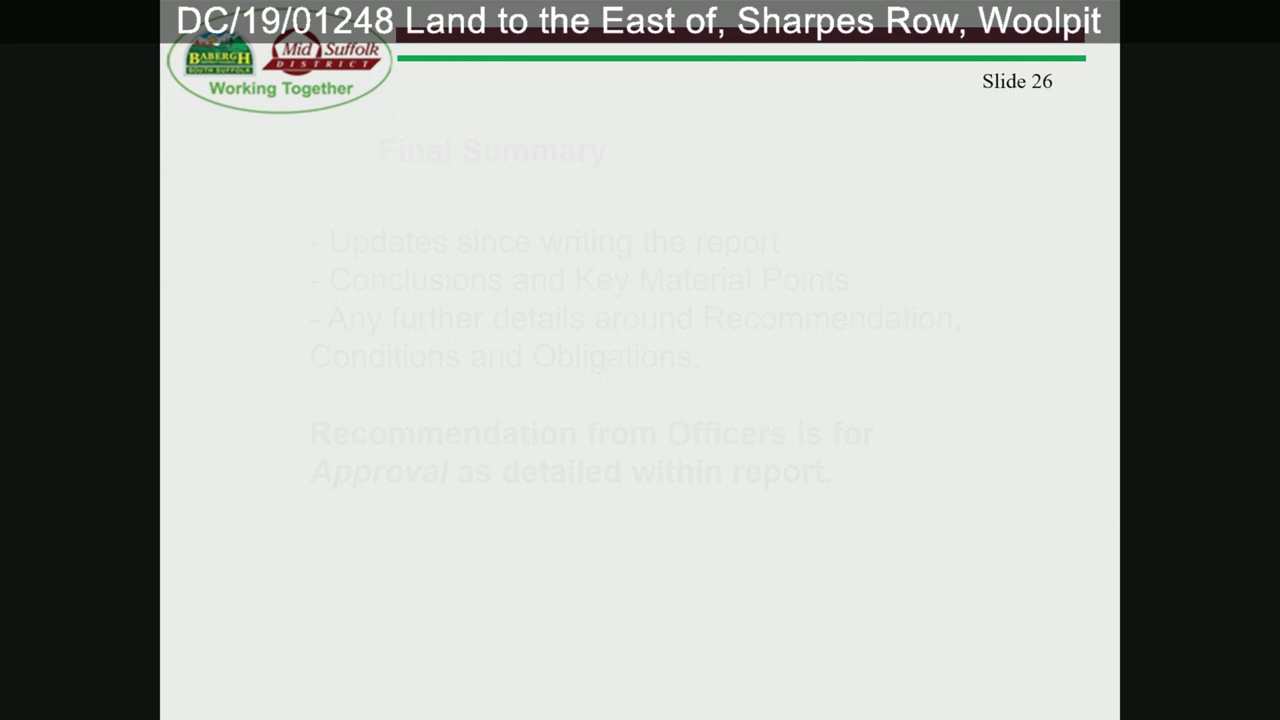 DC/19/01248 Land to the East of, Sharpes Row, Woolpit
BABERGH
SOUTH SUFFOLK
Mid Suffolk
DISTRICT
Working Together
Slide 26
Final Summary
- Updates since writing the report
- Conclusions and Key Material Points
- Any further details around Recommendation,
Conditions and Obligations.
Recommendation from Officers is for
Approval as detailed within report.